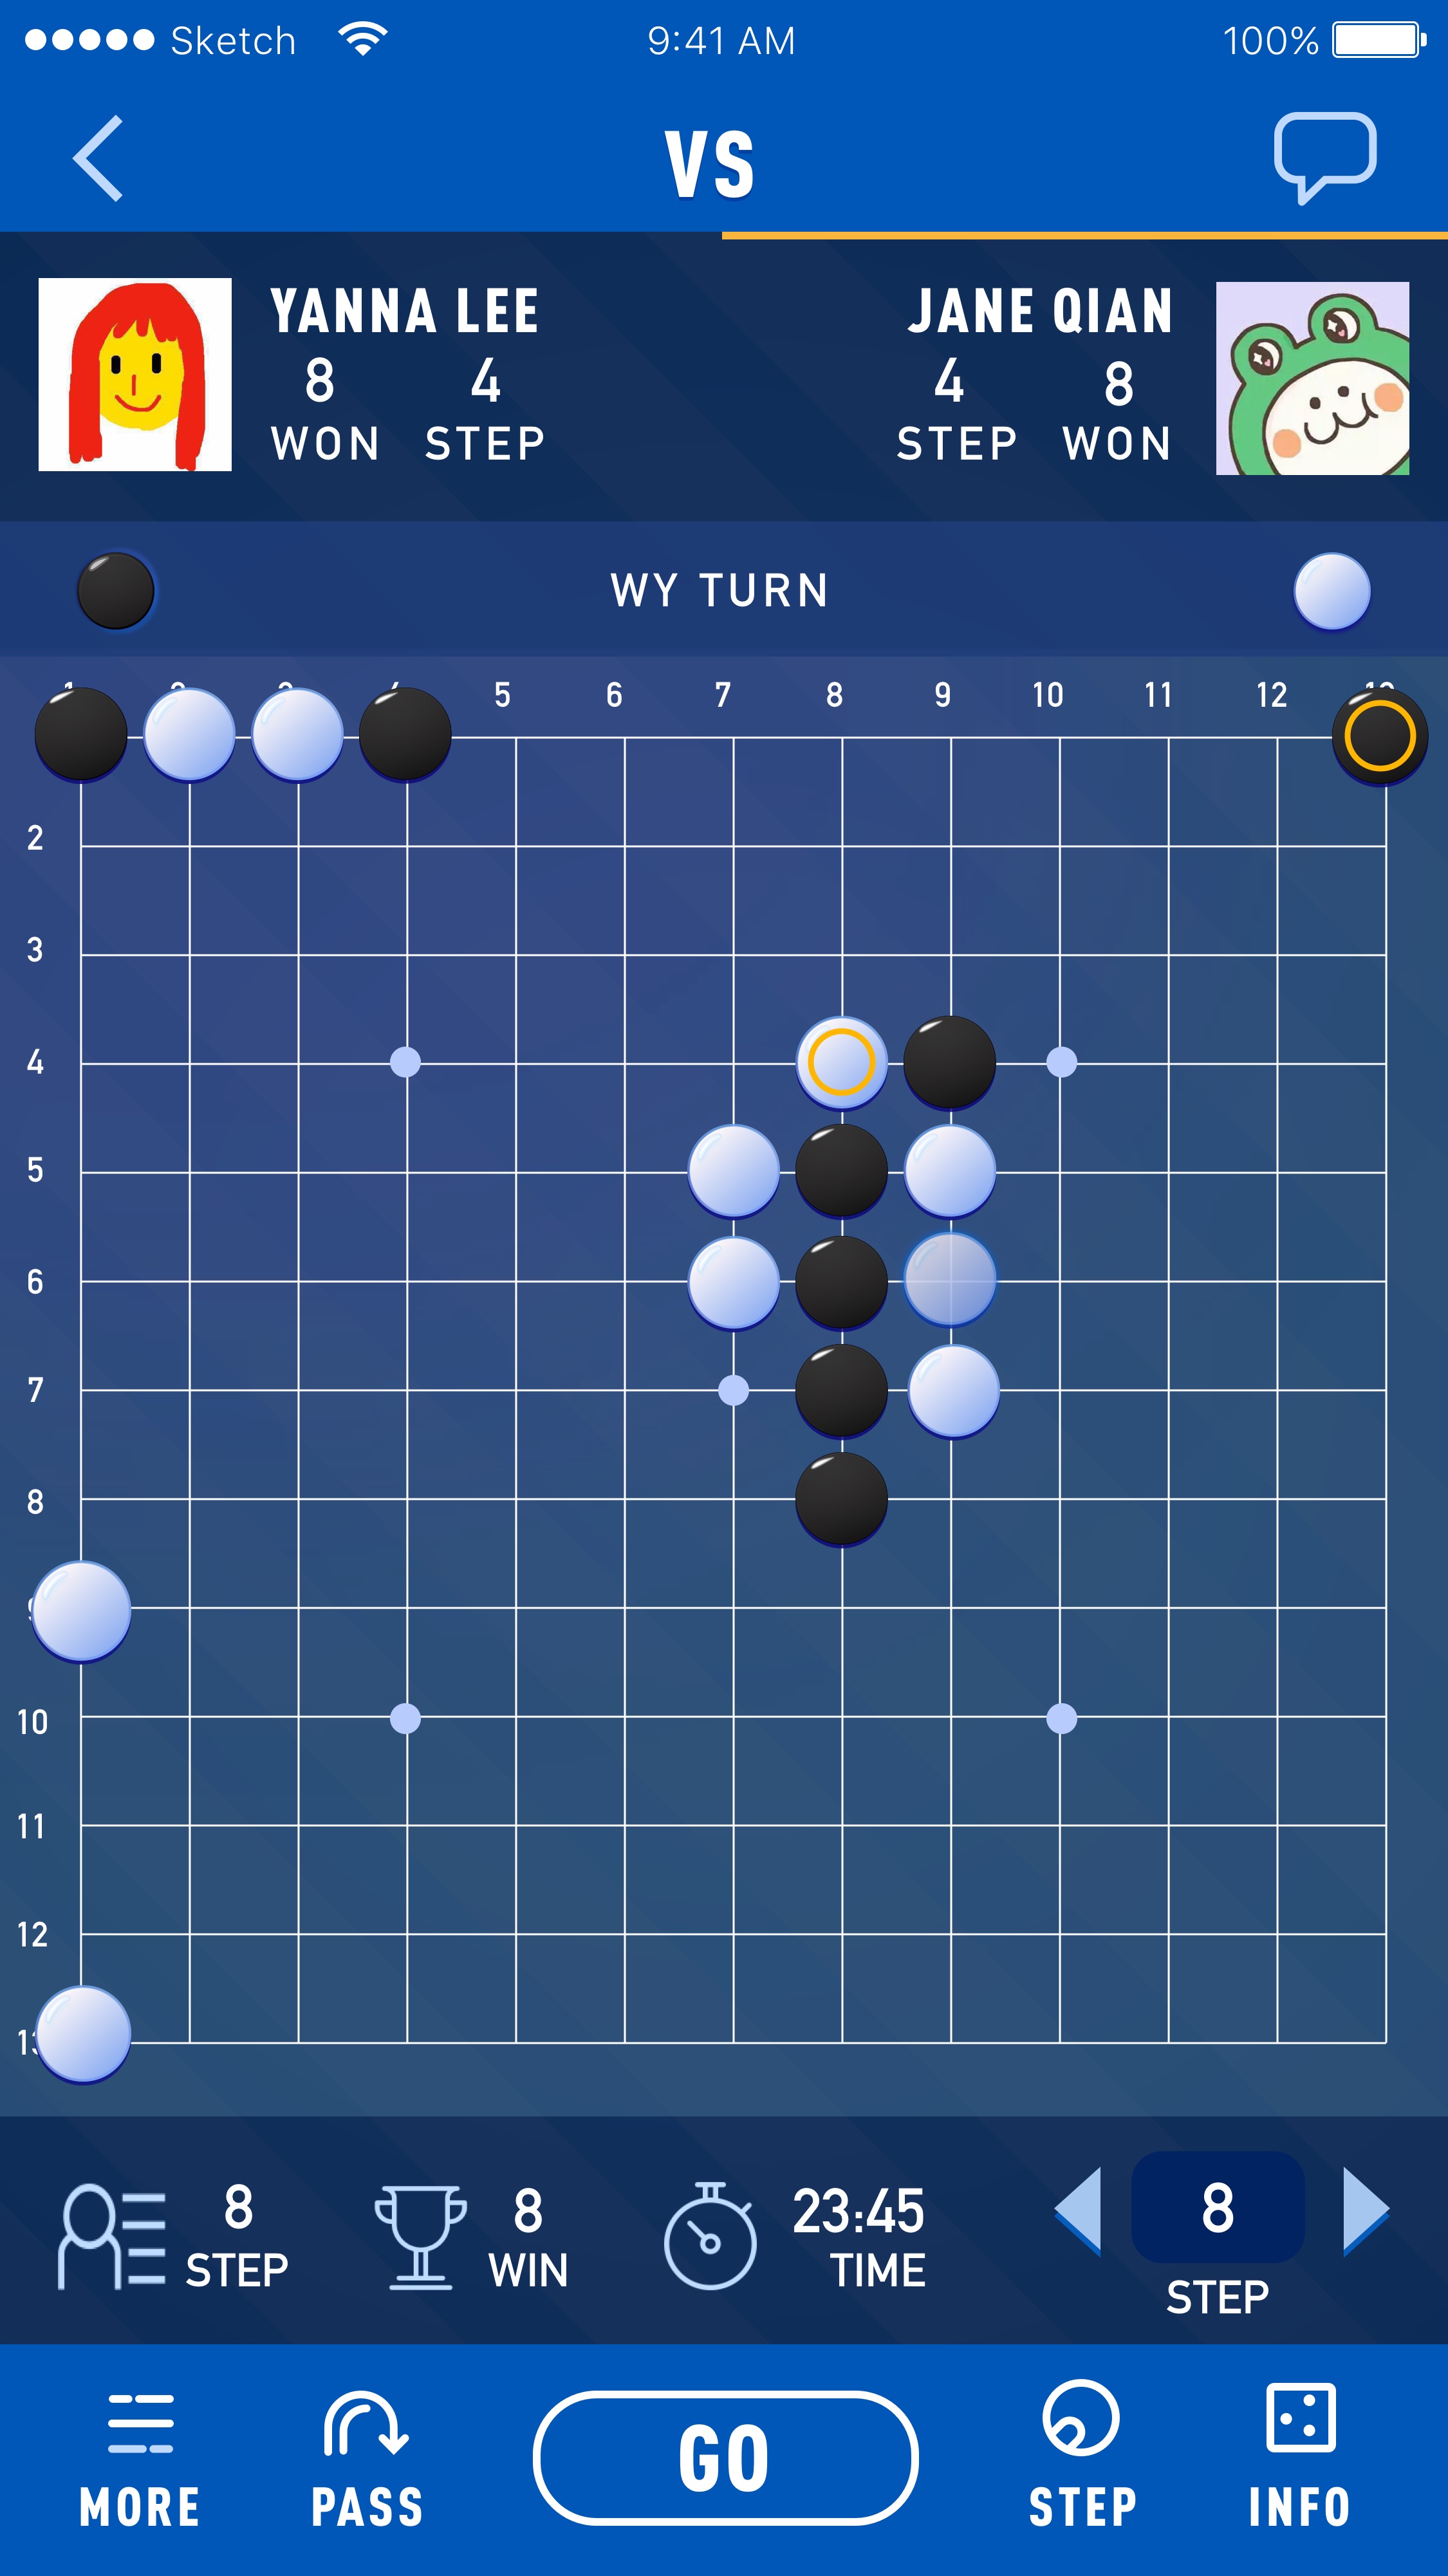 Sketch 9:41 AM 100%
VS
YANNA LEE JANE QIAN
8 4 4 8
WON STEP STEP WON
WY TURN
5 6 7 8 9 10 11 12
2
3
4
5
6
7
8
10
11
12
8 8 23:45 8
STEP WIN TIME STEP
GO
MORE PASS STEP INFO